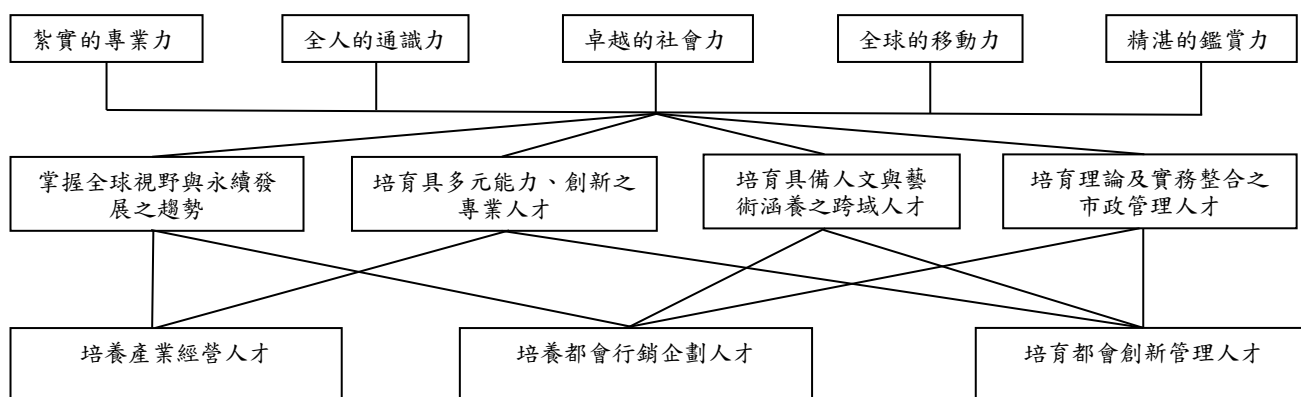 紮實的專業力
全人的通識力
卓越的社會力
全球的移動力
精湛的鑑賞力
掌握全球視野與永續發
展之趨勢
培育具多元能力、創新之
專業人才
培育具備人文與藝
術涵養之跨域人才
培育理論及實務整合之
市政管理人才
培養產業經營人才
培養都會行銷企劃人才
培育都會創新管理人才